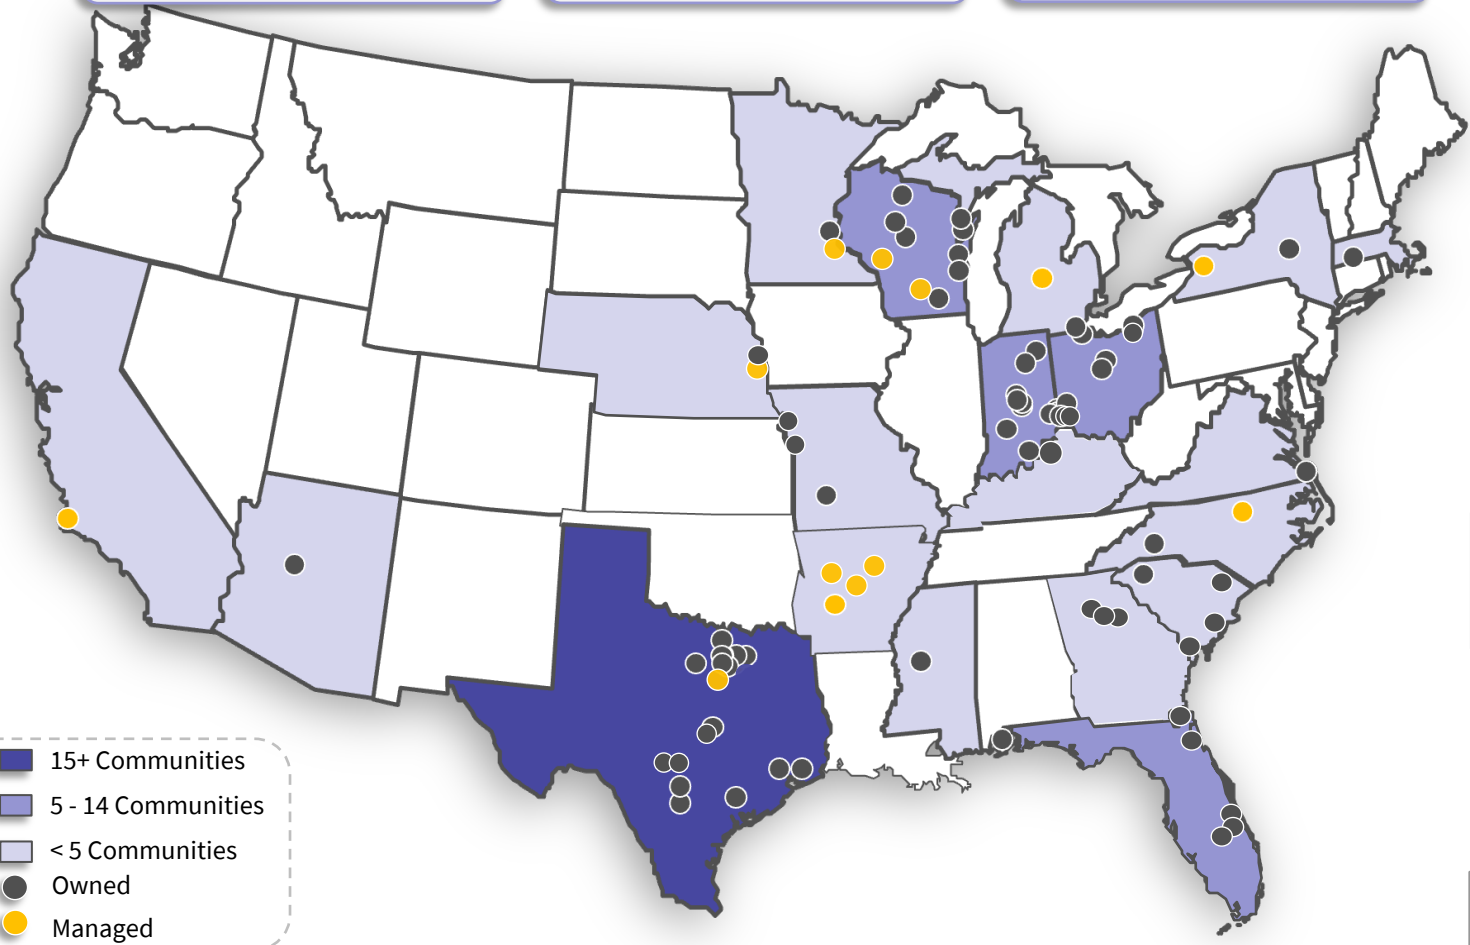 15+ Communities
5 - 14 Communities
< 5 Communities
Owned
Managed